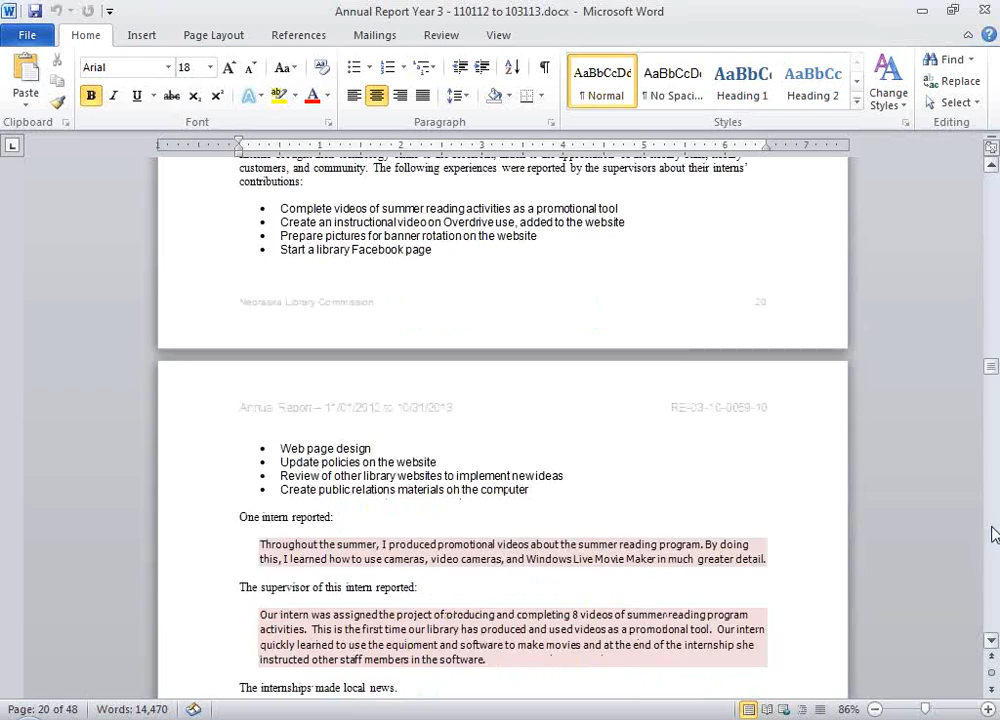 Annual Report Year 3 - 110112 to 103113.docx - Microsoft Word
File Home Insert Page Layout References Mailings Review View
Arial 18
Paste
AaBbCcDd AaBbCcDc AaBbCc AaBbCc
¶ Normal ¶ No Spaci... Heading 1 Heading 2
Change Styles
Find
Replace
Select
Clipboard Font Paragraph Styles Editing
customers, and community. The following experiences were reported by the supervisors about their interns'
contributions:
• Complete videos of summer reading activities as a promotional tool
• Create an instructional video on Overdrive use, added to the website
• Prepare pictures for banner rotation on the website
• Start a library Facebook page
Nebraska Library Commission 20
Annual Report – 11/01/2012 to 10/31/2013 RE-03-10-0059-10
• Web page design
• Update policies on the website
• Review of other library websites to implement new ideas
• Create public relations materials on the computer
One intern reported:
Throughout the summer, I produced promotional videos about the summer reading program. By doing
this, I learned how to use cameras, video cameras, and Windows Live Movie Maker in much greater detail.
The supervisor of this intern reported:
Our intern was assigned the project of producing and completing 8 videos of summer reading program
activities. This is the first time our library has produced and used videos as a promotional tool. Our intern
quickly learned to use the equipment and software to make movies and at the end of the internship she
instructed other staff members in the software.
The internships made local news.
Page: 20 of 48 Words: 14,470 86%